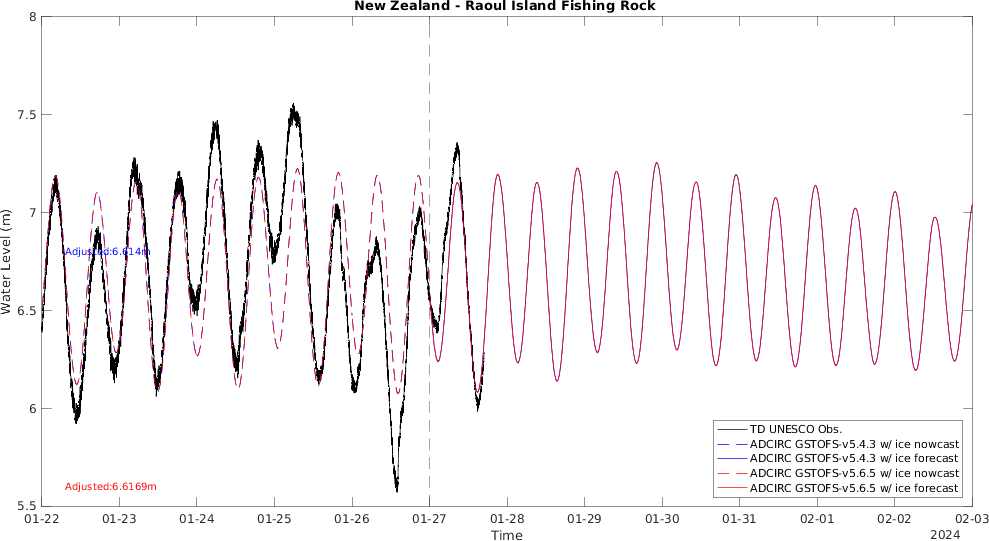 New Zealand - Raoul Island Fishing Rock
Water Level (m)
8
7.5
7
6.5
6
5.5
Adjusted:6.614m
Adjusted:6.6169m
TD UNESCO Obs.
ADCIRC GSTOFS-v5.4.3 w/ ice nowcast
ADCIRC GSTOFS-v5.4.3 w/ ice forecast
ADCIRC GSTOFS-v5.6.5 w/ ice nowcast
ADCIRC GSTOFS-v5.6.5 w/ ice forecast
01-22 01-23 01-24 01-25 01-26 01-27 01-28 01-29 01-30 01-31 02-01 02-02 02-03
Time
2024